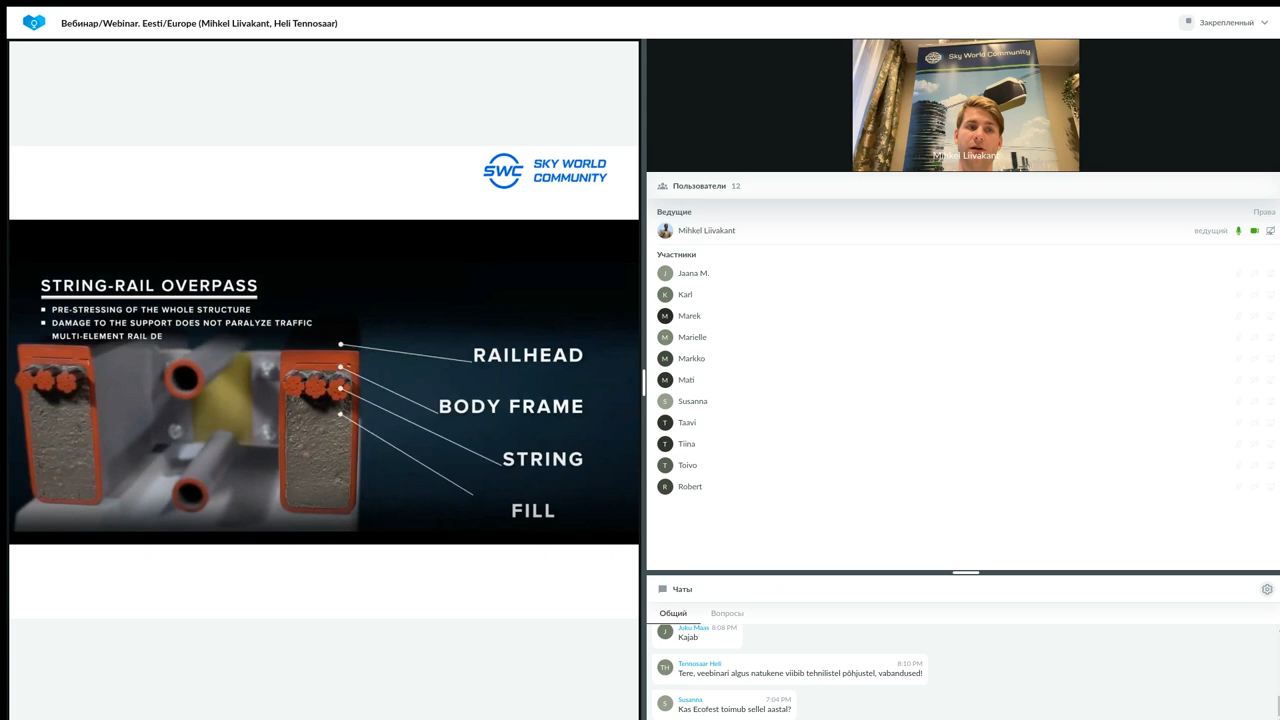 Вебинар/Webinar. Eesti/Europe (Mihkel Liivakant, Heli Tennosaar)
Закрепленный
SWC SKY WORLD
COMMUNITY
STRING-RAIL OVERPASS
PRE-STRESSING OF THE WHOLE STRUCTURE
DAMAGE TO THE SUPPORT DOES NOT PARALYZE TRAFFIC
MULTI-ELEMENT RAIL DE
RAILHEAD
BODY FRAME
STRING
FILL
Sky World Community
Mihkel Liivakant
Пользователи 12
Ведущие Права
Mihkel Liivakant ведущий
Участники
J Jaana M.
K Karl
M Marek
M Marielle
M Markko
M Mati
S Susanna
T Taavi
T Tiina
T Toivo
R Robert
Чаты
Общий Вопросы
J Juku Maas 8:08 PM
Kajab
TH Tennosaar Heli 8:10 PM
Tere, veebinari algus natukene viibib tehnilistel põhjustel, vabandused!
S Susanna 7:04 PM
Kas Ecofest toimub sellel aastal?